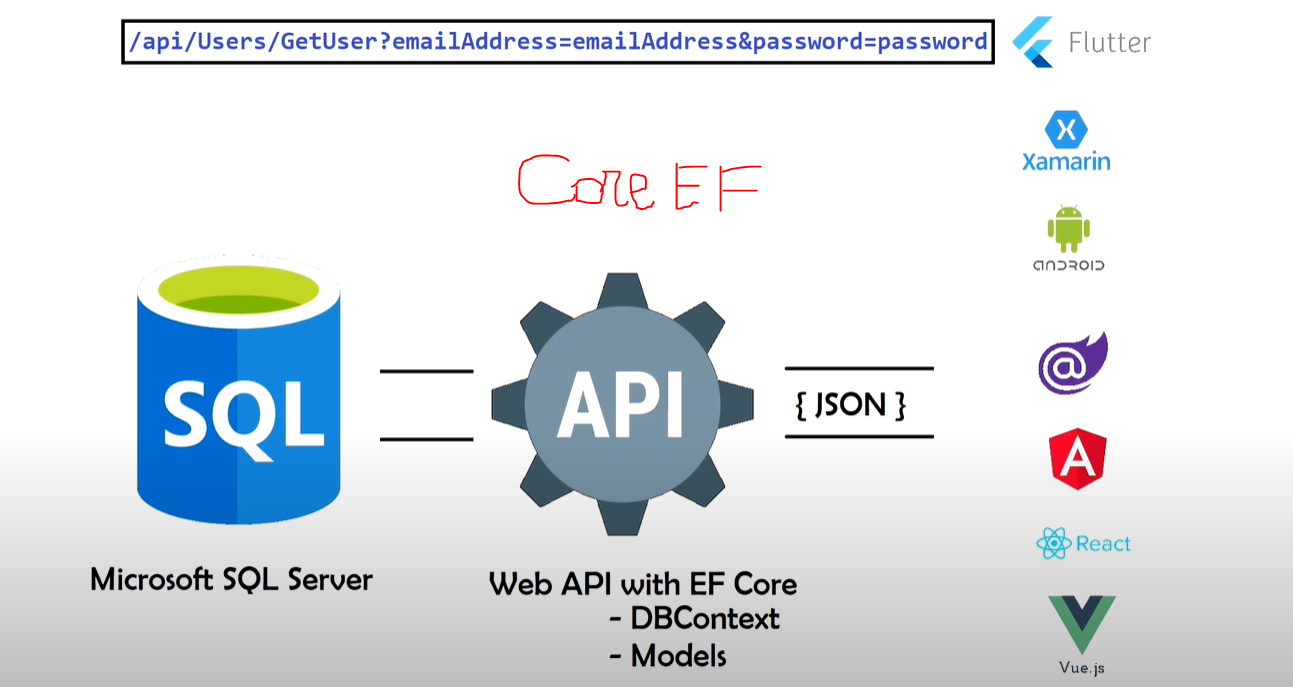 /api/Users/GetUser?emailAddress=emailAddress&password=password
Flutter
X
Xamarin
Core EF
ANDROID
SQL
API
{ JSON }
@
A
React
Microsoft SQL Server
Web API with EF Core
- DBContext
- Models
Vue.js